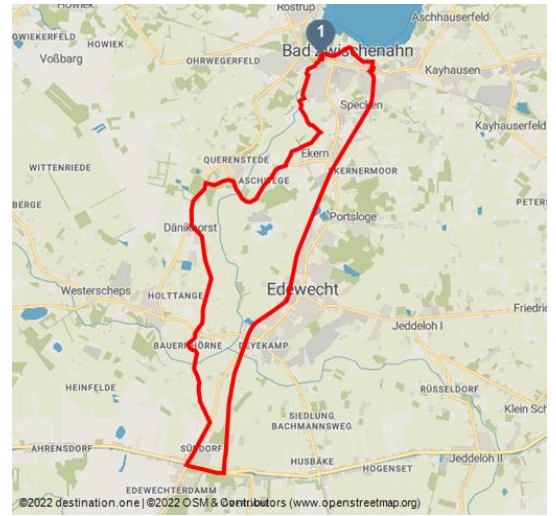 HOWIEK
Rostrup
Aschhauserfeld
OWIEKERFELD
HOWIEK
OHRWEGERFELD
1
Bad Zwischenahn
Voßbarg
Kayhausen
Specken
Kayhauserfeld
Ekern
WITTENRIEDE
QUERENSTEDE
ASCHWEGE
EKERNERMOOR
BERGE
PETERS
Portsloge
Dänikhorst
Edewecht
Westerscheps
HOLTTANGE
Friedric
Jeddeloh I
BAUERNHÖRNE
DEYEKAMP
HEINFELDE
RÜSSELDORF
Klein Sch
SIEDLUNG
BACHMANNSWEG
AHRENSDORF
SÜDDORF
Jeddeloh II
HUSBÄKE
HOGENSET
EDEWECHTERDAMM
©2022 destination.one | ©2022 OSM & Contributors (www.openstreetmap.org)